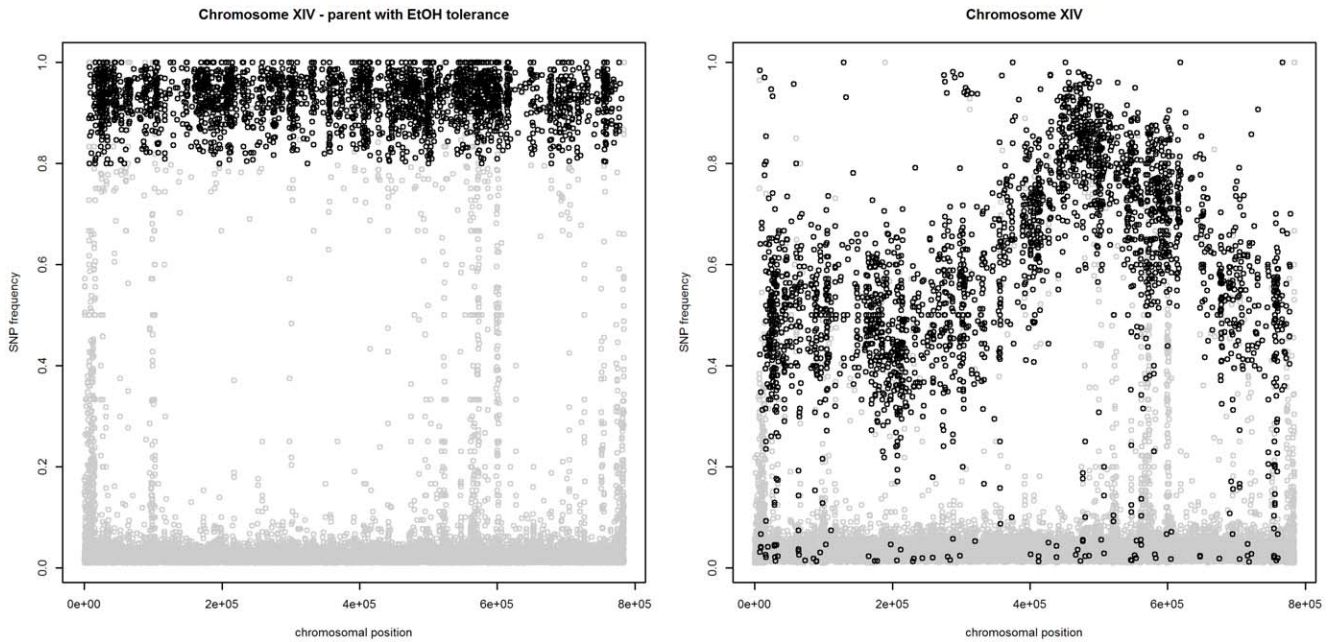 Chromosome XIV - parent with EtOH tolerance
SNP frequency
1.0
0.8
0.6
0.4
0.2
0.0
0e+00 2e+05 4e+05 6e+05 8e+05
chromosomal position
Chromosome XIV
SNP frequency
1.0
0.8
0.6
0.4
0.2
0.0
0e+00 2e+05 4e+05 6e+05 8e+05
chromosomal position